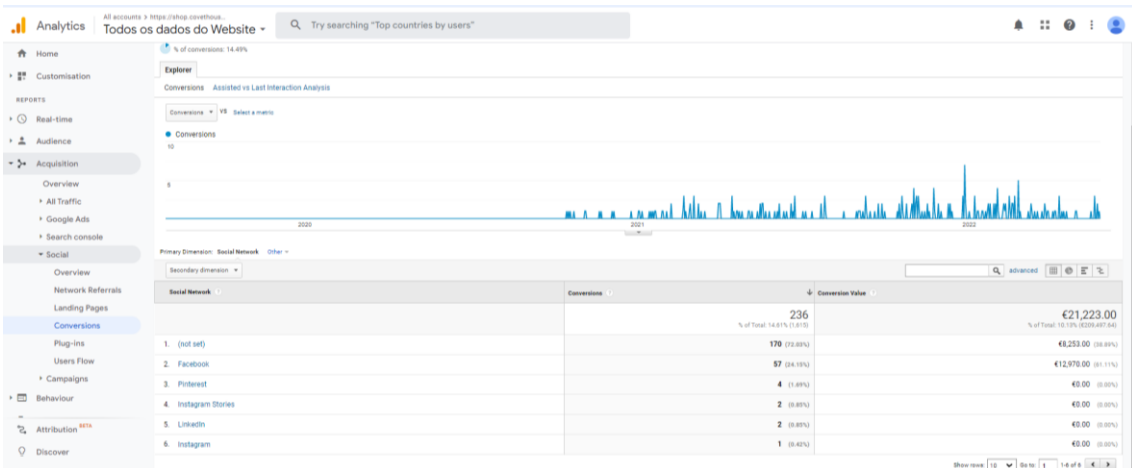 All accounts > https://shop.covethous...
Analytics
Todos os dados do Website
Try searching "Top countries by users"
Home
Customisation
REPORTS
Real-time
Audience
Acquisition
Overview
All Traffic
Google Ads
Search console
Social
Overview
Network Referrals
Landing Pages
Conversions
Plug-ins
Users Flow
Campaigns
Behaviour
Attribution BETA
Discover
% of conversions: 14.49%
Explorer
Conversions Assisted vs Last Interaction Analysis
Conversions VS Select a metric
Conversions
10
5
2020 2021 2022
Primary Dimension: Social Network Other
Secondary dimension
advanced
Social Network Conversions Conversion Value
236 €21,223.00
% of Total: 14.61% (1,615) % of Total: 10.13% (€209,497.64)
1. (not set) 170 (72.03%) €8,253.00 (38.89%)
2. Facebook 57 (24.15%) €12,970.00 (61.11%)
3. Pinterest 4 (1.69%) €0.00 (0.00%)
4. Instagram Stories 2 (0.85%) €0.00 (0.00%)
5. LinkedIn 2 (0.85%) €0.00 (0.00%)
6. Instagram 1 (0.42%) €0.00 (0.00%)
Show rows: 10 Go to: 1 1-6 of 6